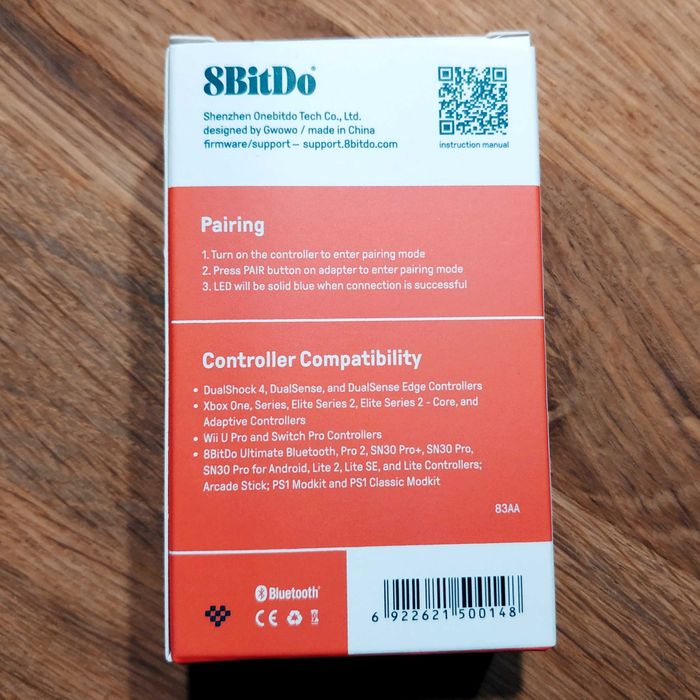 8BitDo®
Shenzhen Onebitdo Tech Co., Ltd.
designed by Gwowo / made in China
firmware/support – support.8bitdo.com
instruction manual
Pairing
1. Turn on the controller to enter pairing mode
2. Press PAIR button on adapter to enter pairing mode
3. LED will be solid blue when connection is successful
Controller Compatibility
• DualShock 4, DualSense, and DualSense Edge Controllers
• Xbox One, Series, Elite Series 2, Elite Series 2 - Core, and
Adaptive Controllers
• Wii U Pro and Switch Pro Controllers
• 8BitDo Ultimate Bluetooth, Pro 2, SN30 Pro+, SN30 Pro,
SN30 Pro for Android, Lite 2, Lite SE, and Lite Controllers;
Arcade Stick; PS1 Modkit and PS1 Classic Modkit
83AA
Bluetooth®
CE
6 922621 500148